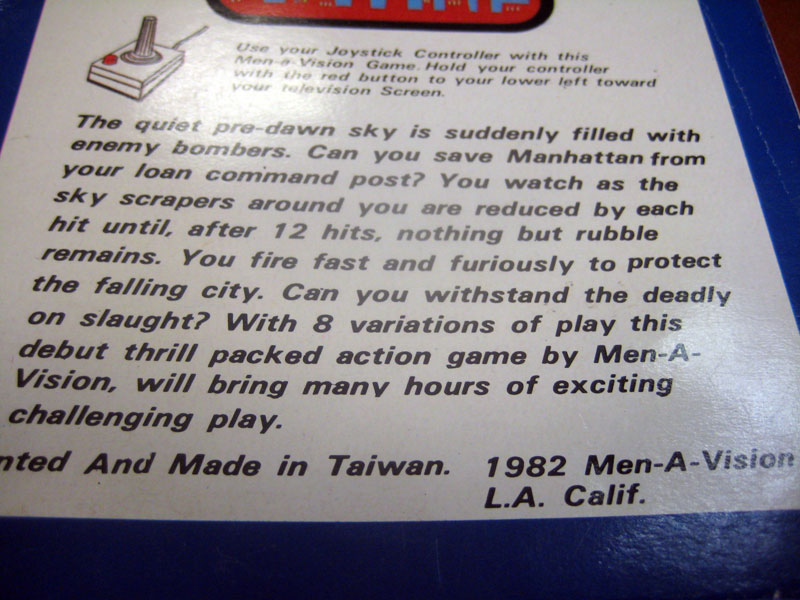 Use your Joystick Controller with this
Men-a-Vision Game. Hold your controller
with the red button to your lower left toward
your television Screen.
The quiet pre-dawn sky is suddenly filled with
enemy bombers. Can you save Manhattan from
your loan command post? You watch as the
sky scrapers around you are reduced by each
hit until, after 12 hits, nothing but rubble
remains. You fire fast and furiously to protect
the falling city. Can you withstand the deadly
on slaught? With 8 variations of play this
debut thrill packed action game by Men-A-
Vision, will bring many hours of exciting
challenging play.
nted And Made in Taiwan. 1982 Men-A-Vision
L.A. Calif.